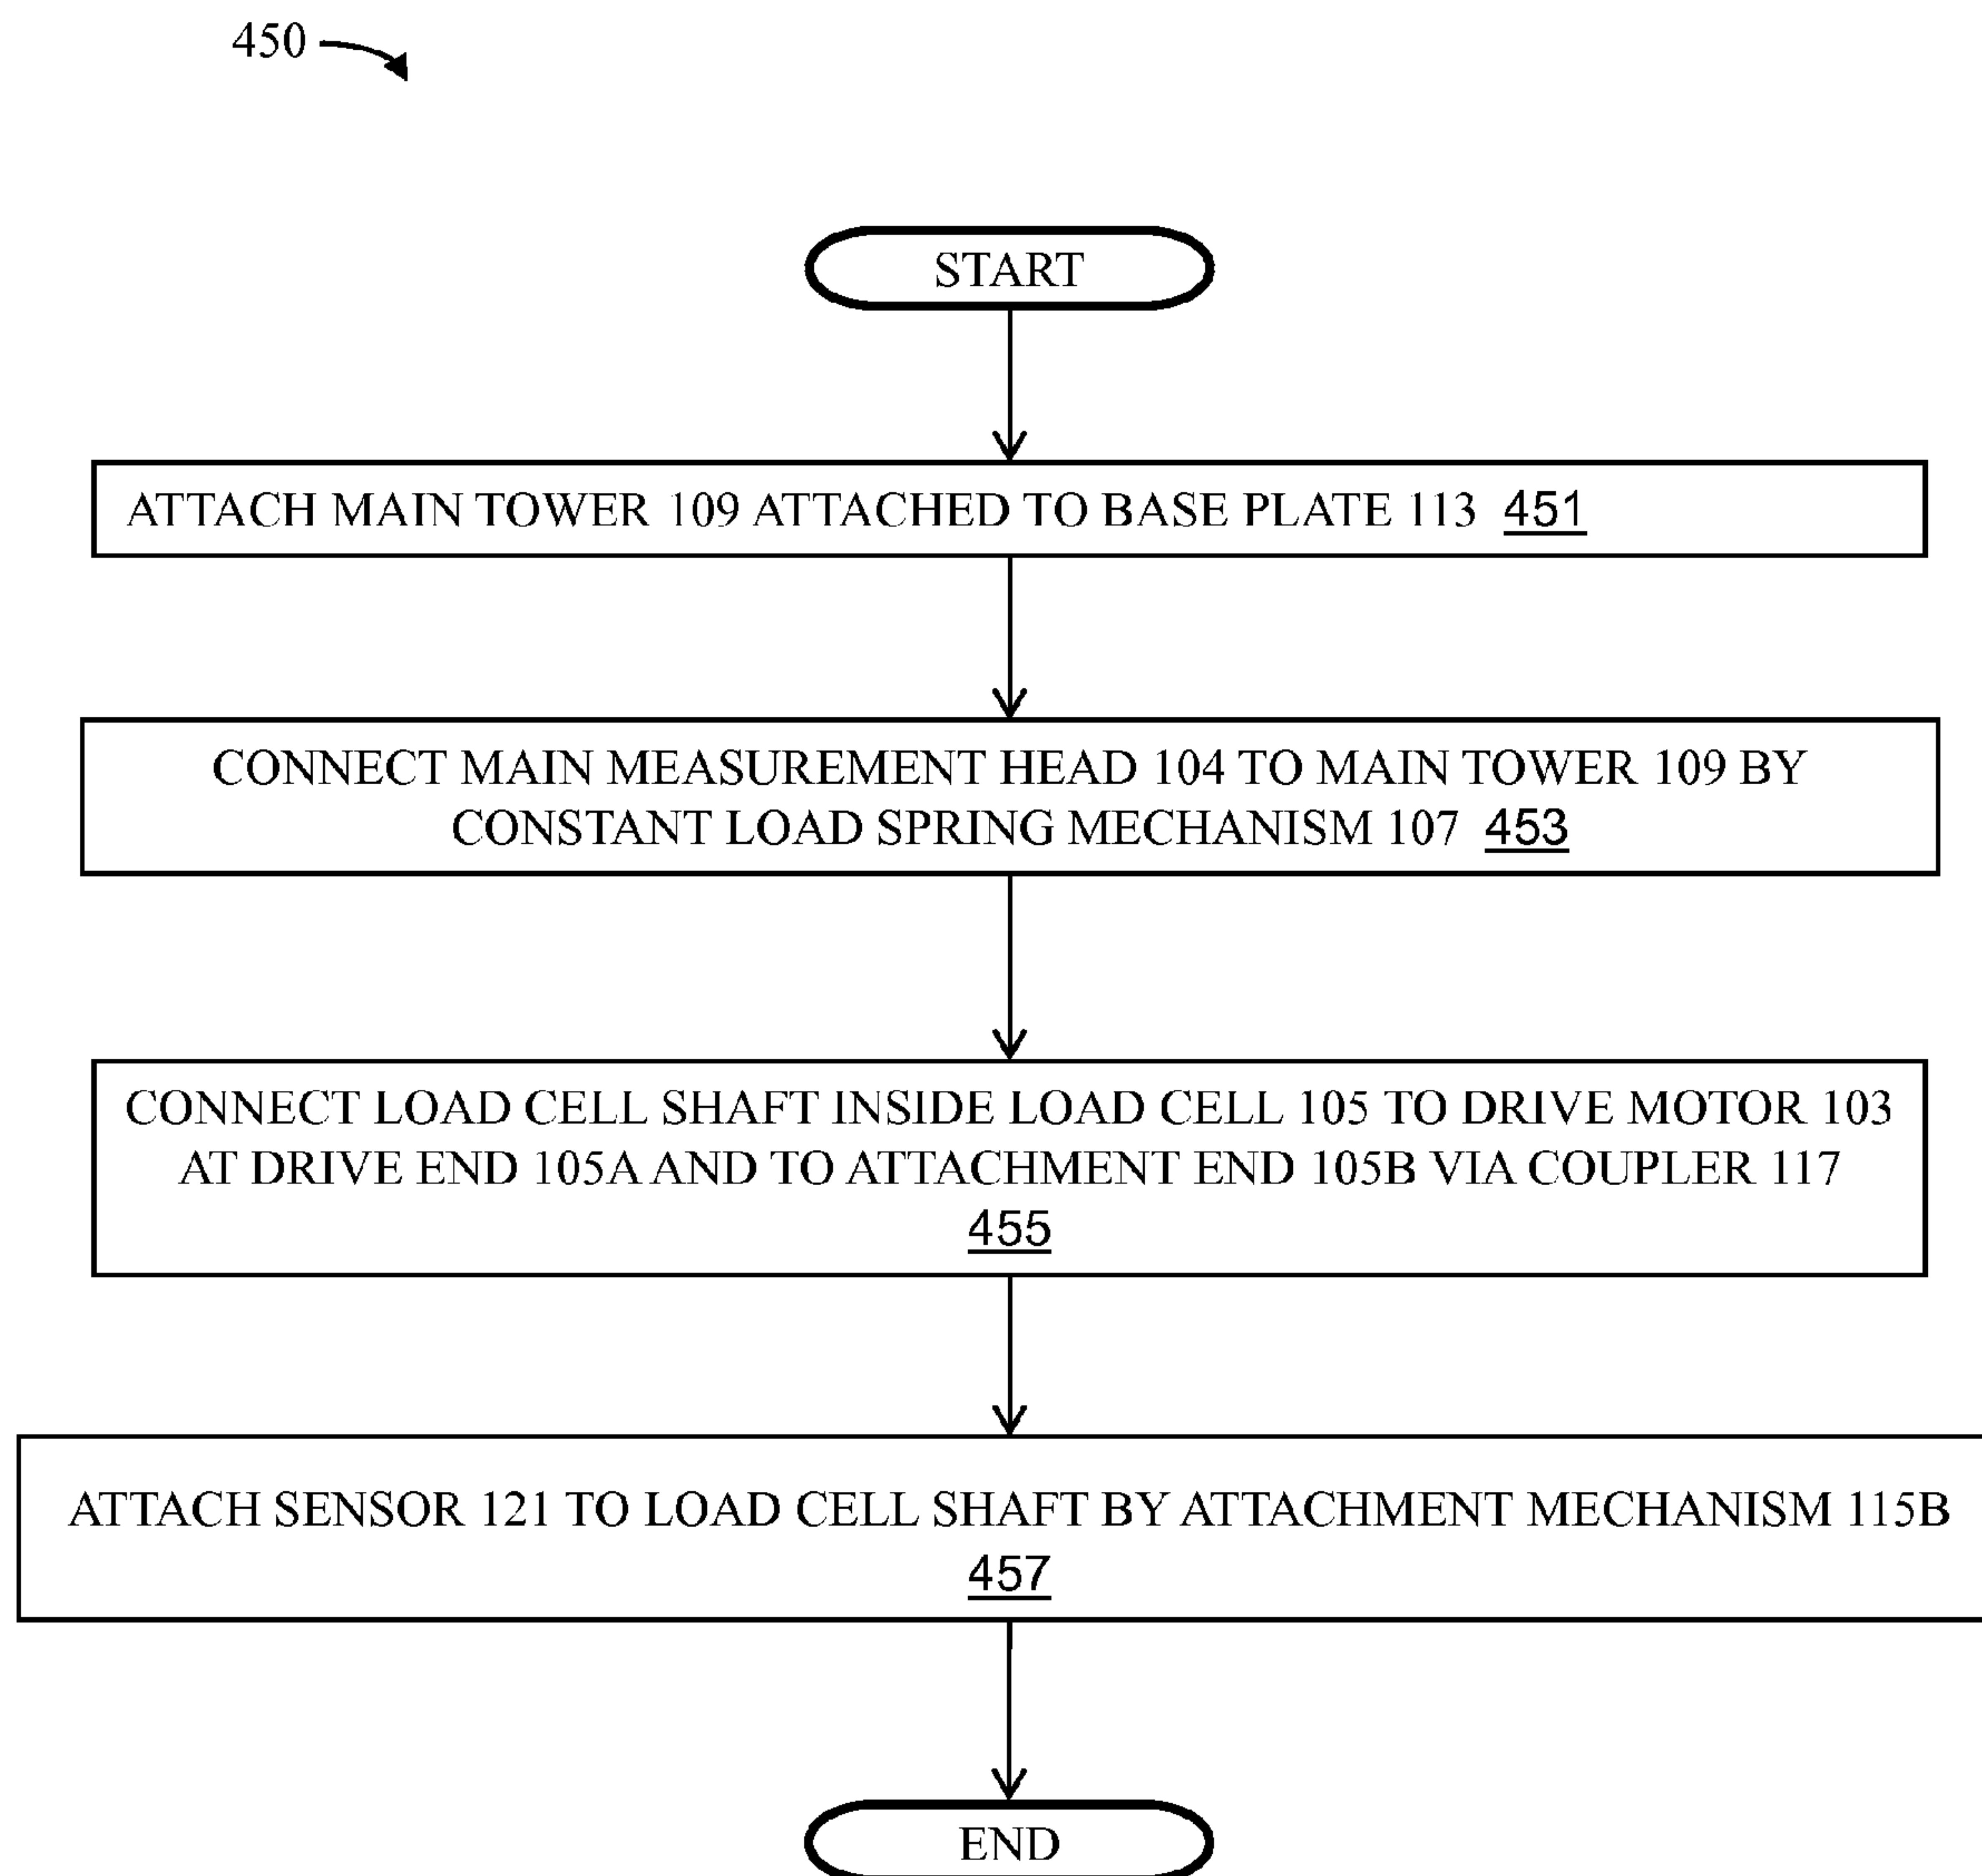 450
START
ATTACH MAIN TOWER 109 ATTACHED TO BASE PLATE 113 451
CONNECT MAIN MEASUREMENT HEAD 104 TO MAIN TOWER 109 BY
CONSTANT LOAD SPRING MECHANISM 107 453
CONNECT LOAD CELL SHAFT INSIDE LOAD CELL 105 TO DRIVE MOTOR 103
AT DRIVE END 105A AND TO ATTACHMENT END 105B VIA COUPLER 117
455
ATTACH SENSOR 121 TO LOAD CELL SHAFT BY ATTACHMENT MECHANISM 115B
457
END